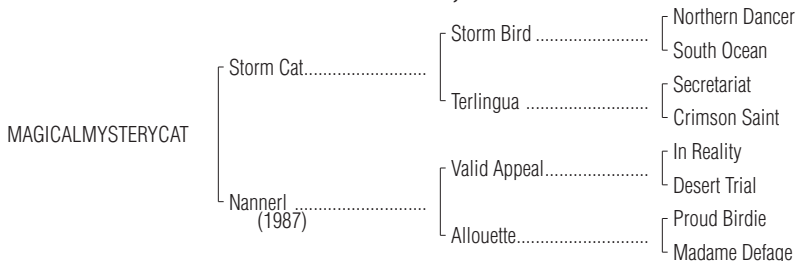 Northern Dancer
Storm Bird ........................
South Ocean
Storm Cat..........................
Secretariat
Terlingua ..........................
Crimson Saint
MAGICALMYSTERYCAT
In Reality
Valid Appeal......................
Desert Trial
Nannerl ............................
(1987)
Proud Birdie
Allouette............................
Madame Defage